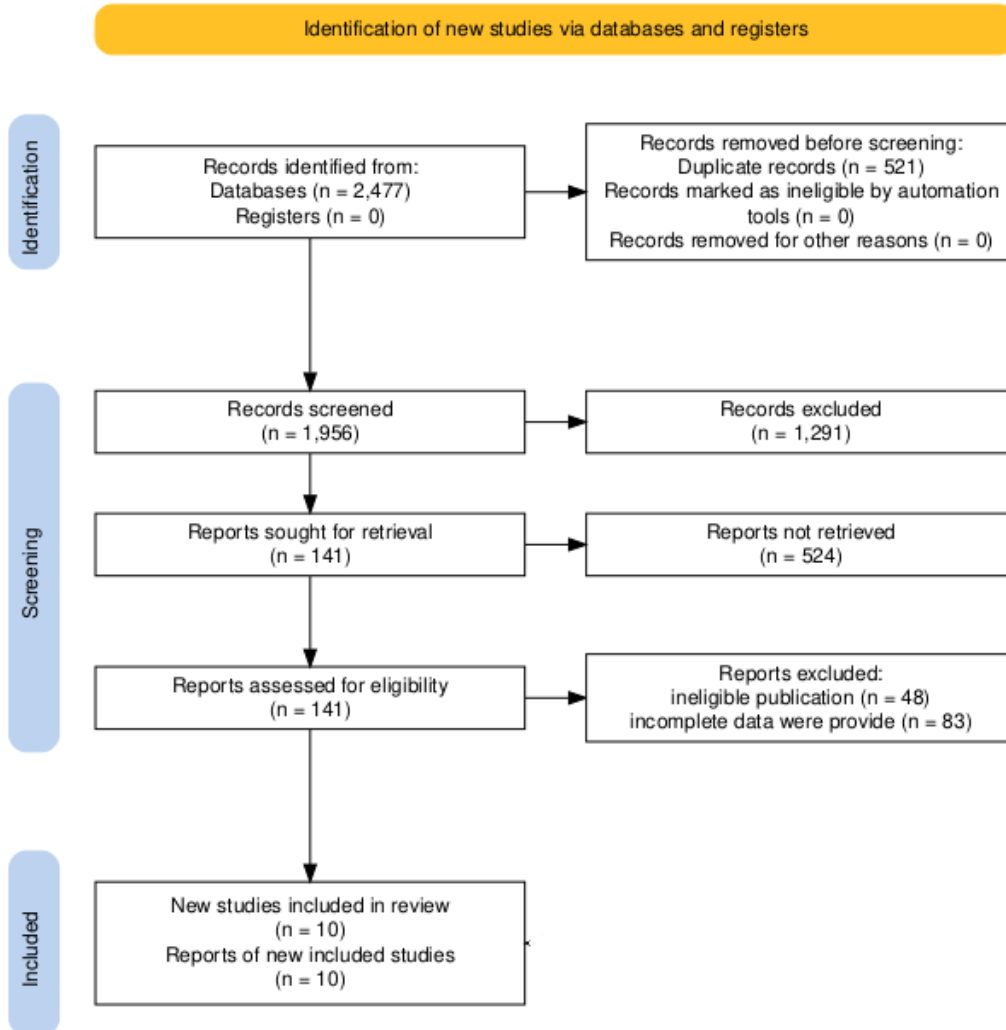 Identification of new studies via databases and registers
Identification
Records identified from:
Databases (n = 2,477)
Registers (n = 0)
Records removed before screening:
Duplicate records (n = 521)
Records marked as ineligible by automation
tools (n = 0)
Records removed for other reasons (n = 0)
Screening
Records screened
(n = 1,956)
Records excluded
(n = 1,291)
Reports sought for retrieval
(n = 141)
Reports not retrieved
(n = 524)
Reports assessed for eligibility
(n = 141)
Reports excluded:
ineligible publication (n = 48)
incomplete data were provide (n = 83)
Included
New studies included in review
(n = 10)
Reports of new included studies
(n = 10)